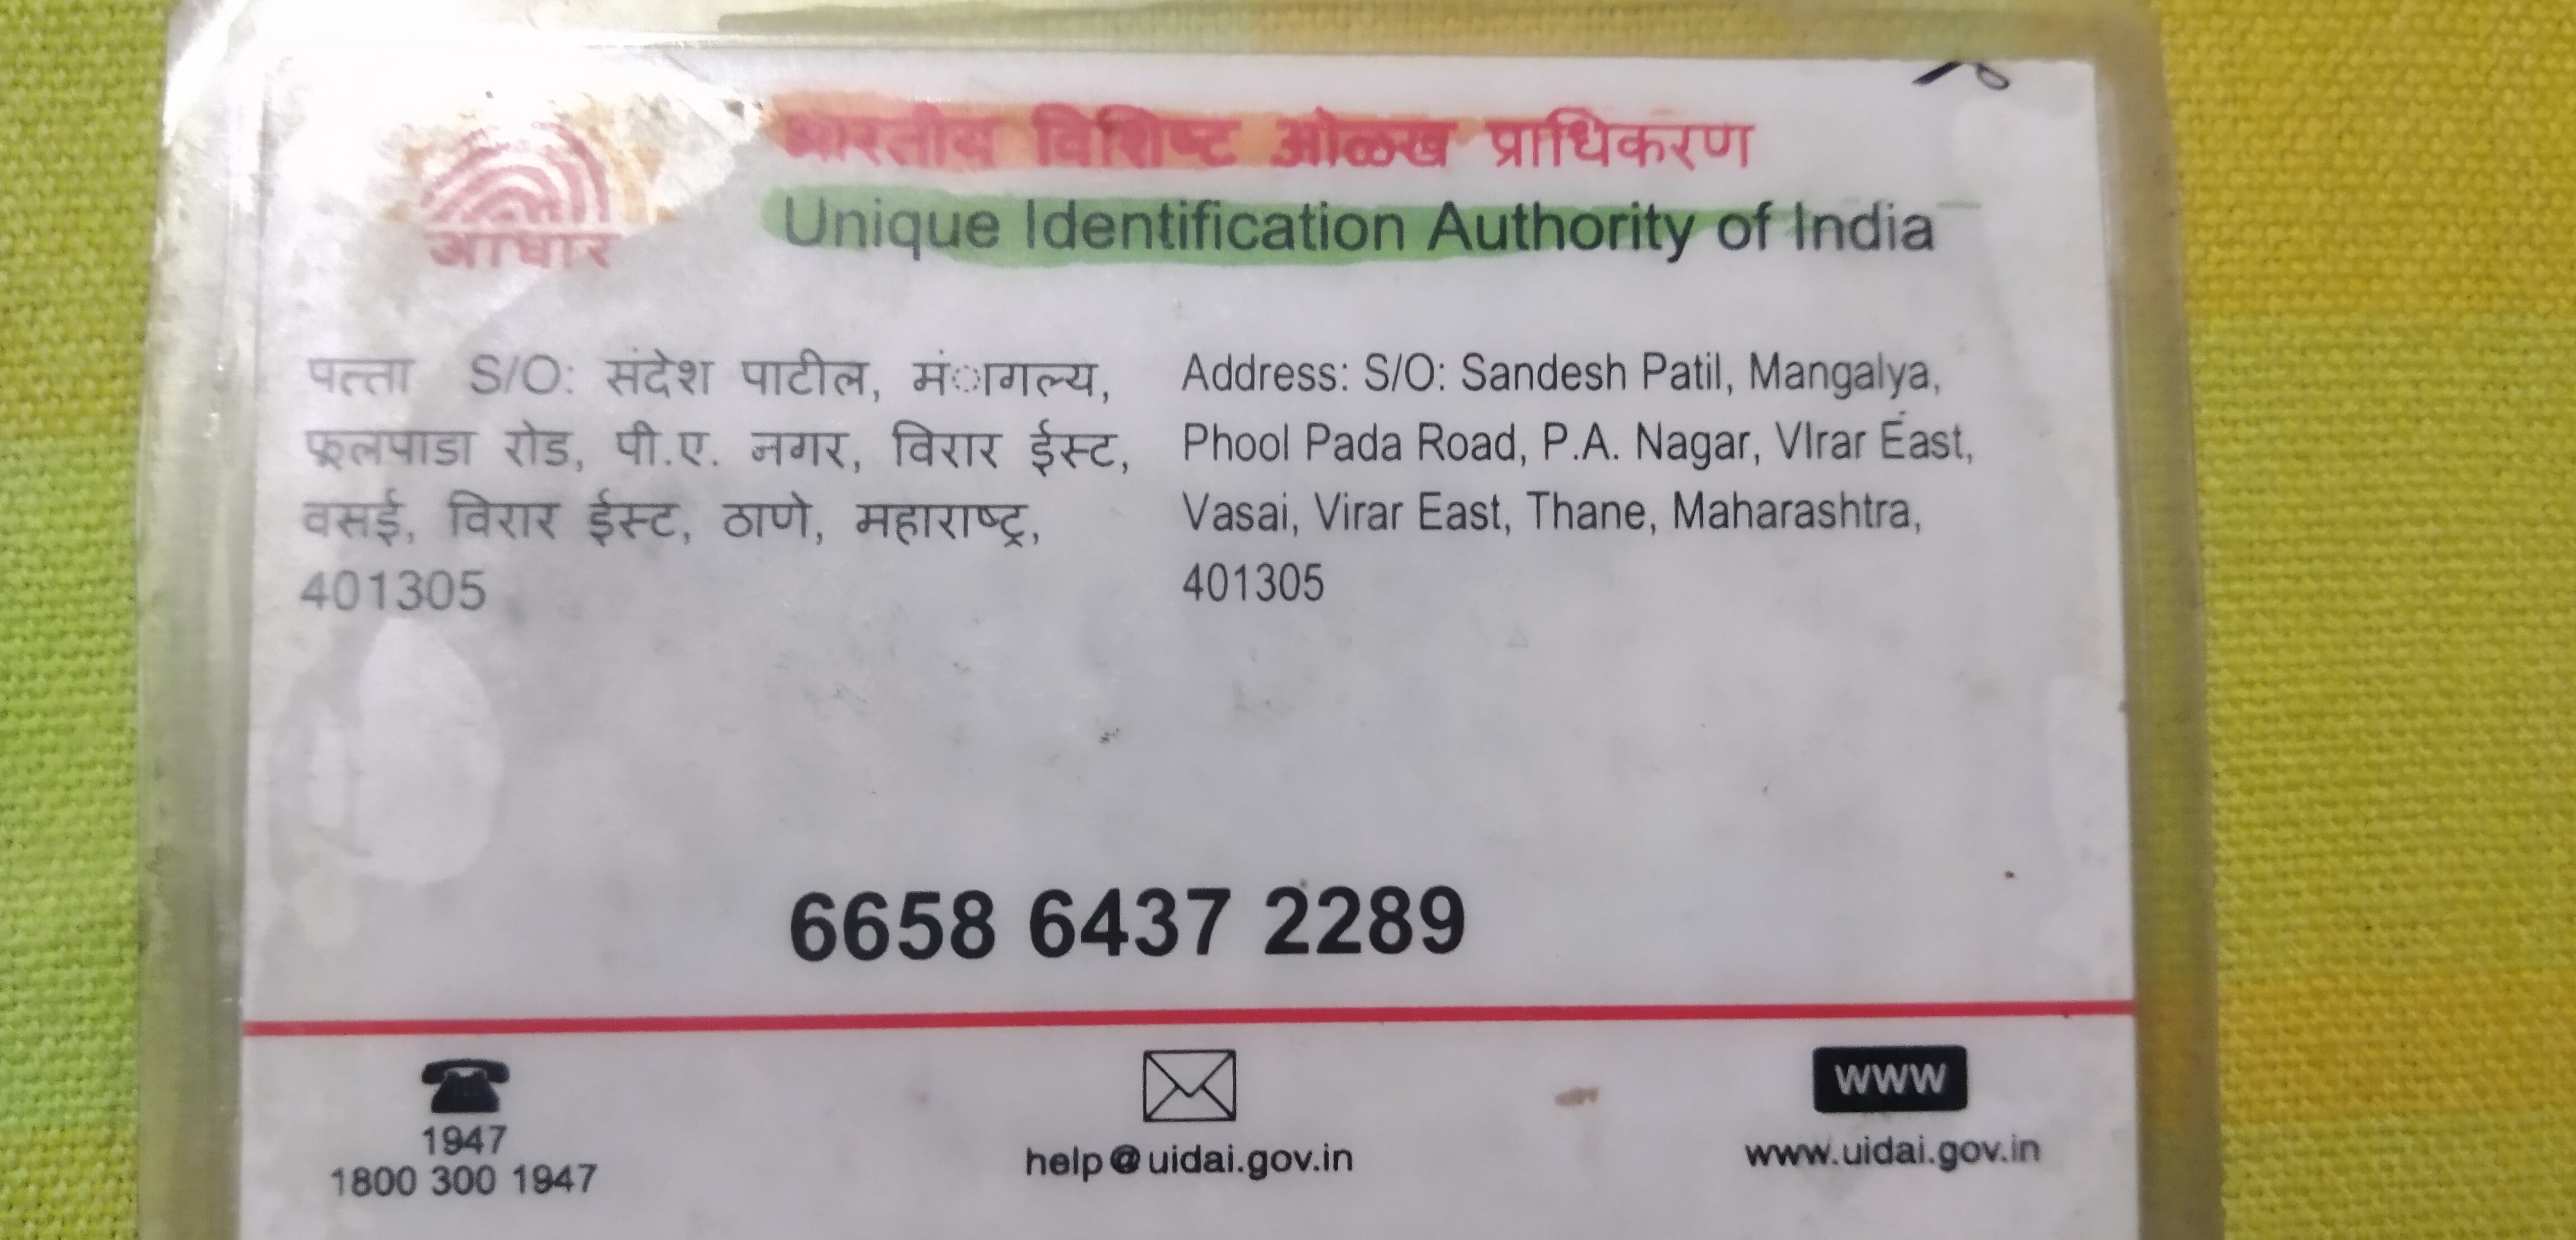 भारतीय विशिष्ट ओळख प्राधिकरण
Unique Identification Authority of India
आधार
पत्ता S/O: संदेश पाटील, मंागल्य,
फूलपाडा रोड, पी.ए. नगर, विरार ईस्ट,
वसई, विरार ईस्ट, ठाणे, महाराष्ट्र,
401305
Address: S/O: Sandesh Patil, Mangalya,
Phool Pada Road, P.A. Nagar, VIrar East,
Vasai, Virar East, Thane, Maharashtra,
401305
6658 6437 2289
1947
1800 300 1947
help@uidai.gov.in
www
www.uidai.gov.in